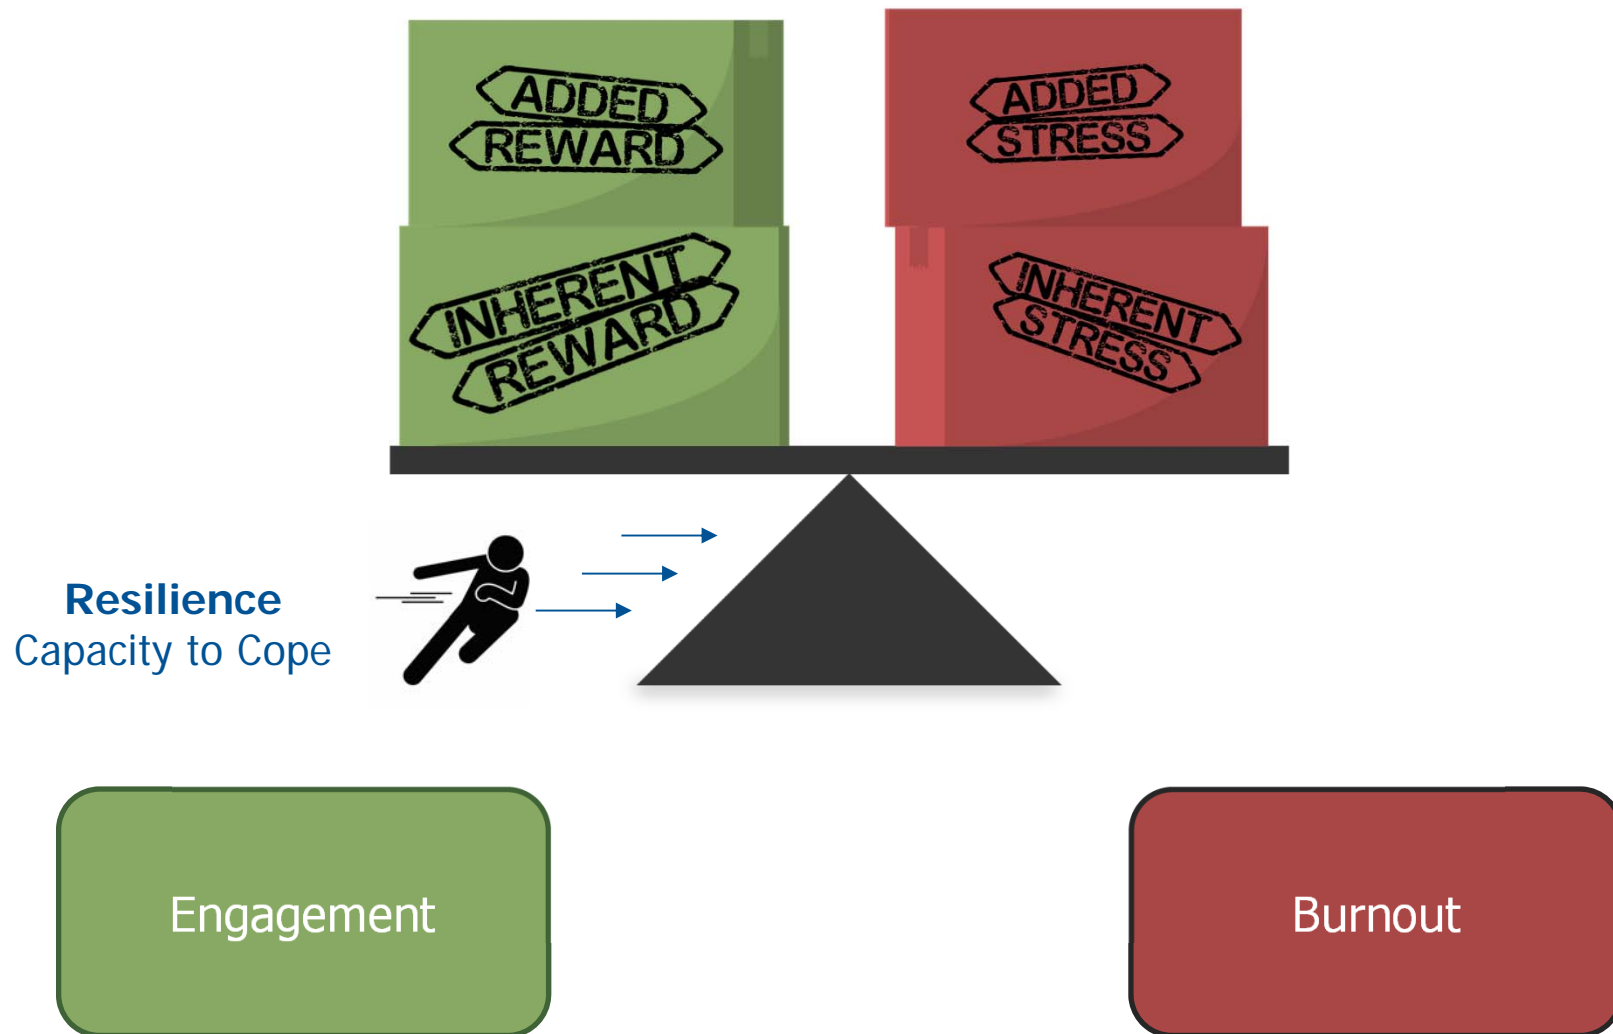 ADDED
REWARD
ADDED
STRESS
INHERENT
REWARD
INHERENT
STRESS
Resilience
Capacity to Cope
Engagement
Burnout